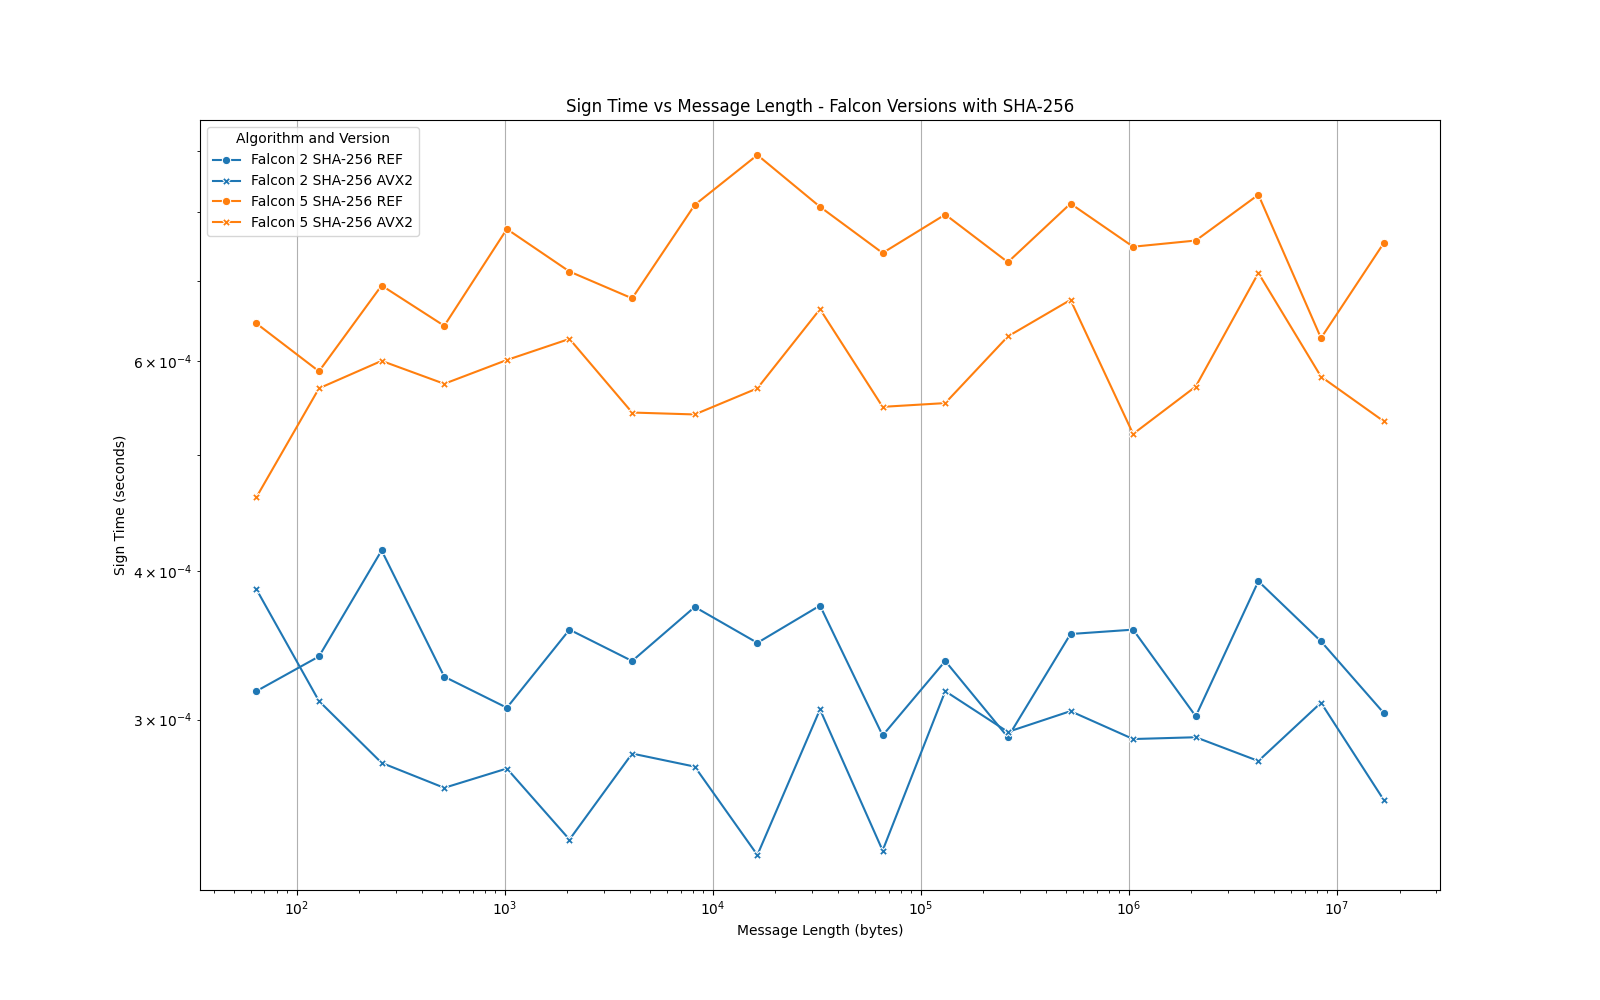 Sign Time vs Message Length - Falcon Versions with SHA-256
Algorithm and Version
Falcon 2 SHA-256 REF
Falcon 2 SHA-256 AVX2
Falcon 5 SHA-256 REF
Falcon 5 SHA-256 AVX2
6 × 10⁻⁴
4 × 10⁻⁴
3 × 10⁻⁴
Sign Time (seconds)
10² 10³ 10⁴ 10⁵ 10⁶ 10⁷
Message Length (bytes)